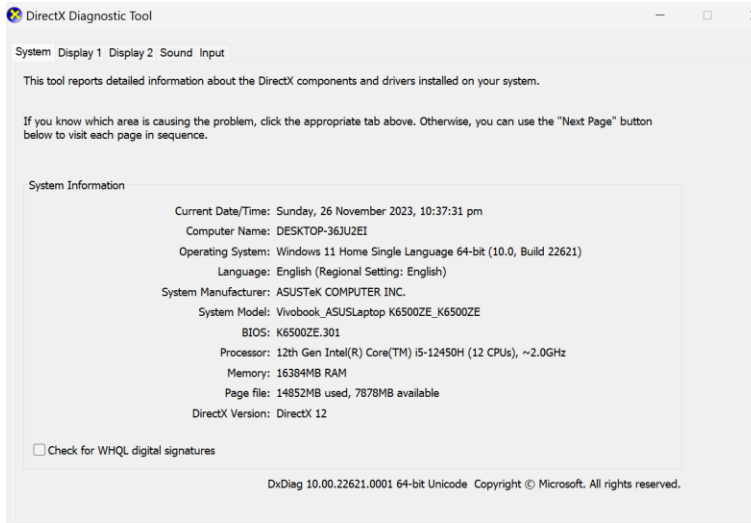 DirectX Diagnostic Tool
System Display 1 Display 2 Sound Input
This tool reports detailed information about the DirectX components and drivers installed on your system.
If you know which area is causing the problem, click the appropriate tab above. Otherwise, you can use the "Next Page" button
below to visit each page in sequence.
System Information
Current Date/Time: Sunday, 26 November 2023, 10:37:31 pm
Computer Name: DESKTOP-36JU2EI
Operating System: Windows 11 Home Single Language 64-bit (10.0, Build 22621)
Language: English (Regional Setting: English)
System Manufacturer: ASUSTeK COMPUTER INC.
System Model: Vivobook_ASUSLaptop K6500ZE_K6500ZE
BIOS: K6500ZE.301
Processor: 12th Gen Intel(R) Core(TM) i5-12450H (12 CPUs), ~2.0GHz
Memory: 16384MB RAM
Page file: 14852MB used, 7878MB available
DirectX Version: DirectX 12
Check for WHQL digital signatures
DxDiag 10.00.22621.0001 64-bit Unicode Copyright © Microsoft. All rights reserved.